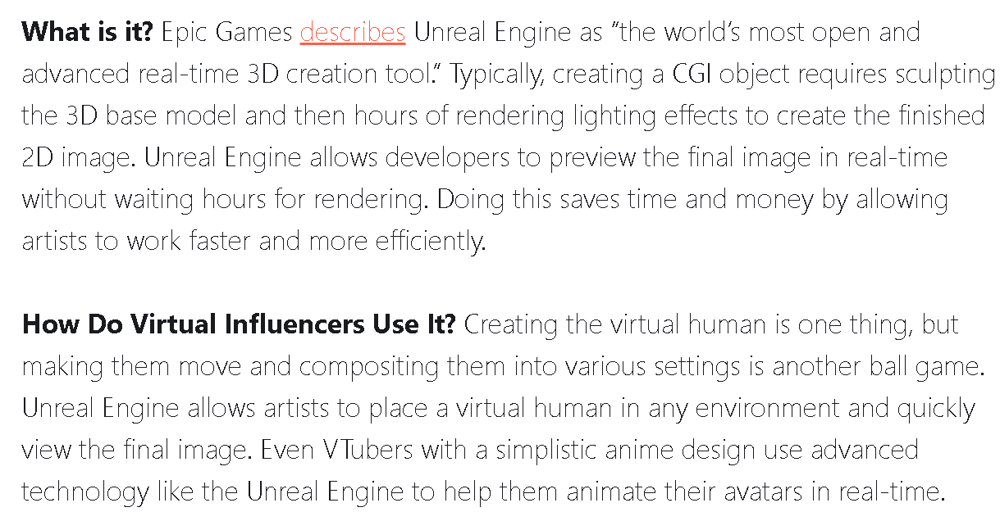 What is it? Epic Games describes Unreal Engine as “the world’s most open and
advanced real-time 3D creation tool.” Typically, creating a CGI object requires sculpting
the 3D base model and then hours of rendering lighting effects to create the finished
2D image. Unreal Engine allows developers to preview the final image in real-time
without waiting hours for rendering. Doing this saves time and money by allowing
artists to work faster and more efficiently.
How Do Virtual Influencers Use It? Creating the virtual human is one thing, but
making them move and compositing them into various settings is another ball game.
Unreal Engine allows artists to place a virtual human in any environment and quickly
view the final image. Even VTubers with a simplistic anime design use advanced
technology like the Unreal Engine to help them animate their avatars in real-time.